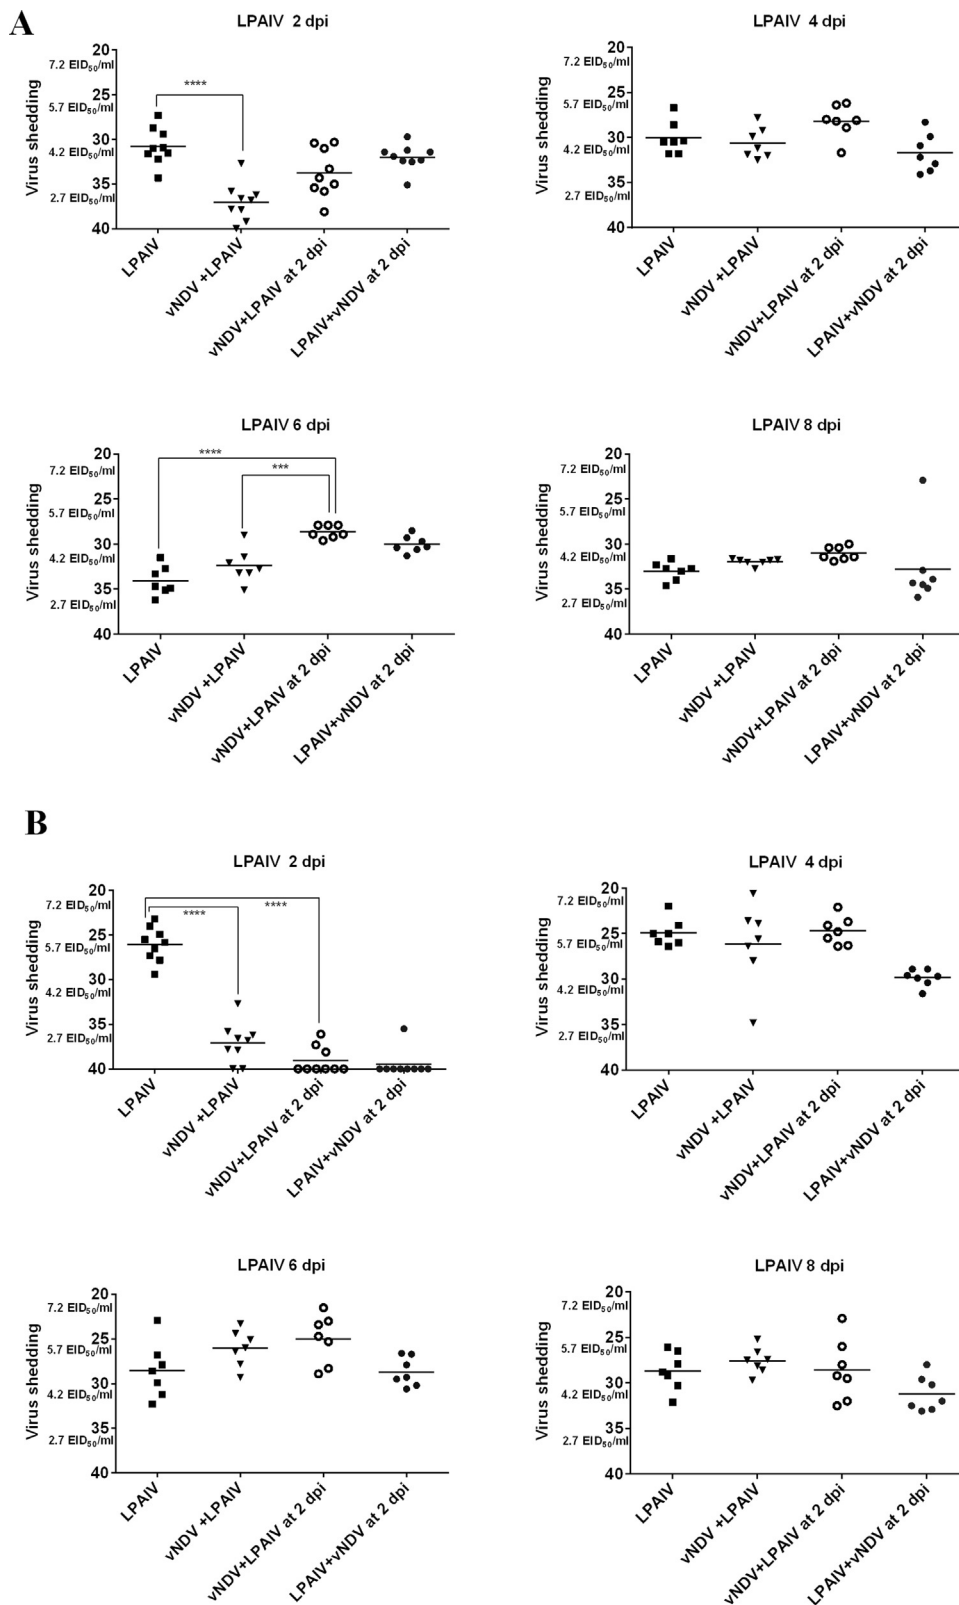 A
LPAIV 2 dpi
Virus shedding
20
7.2 EID50/ml
25
5.7 EID50/ml
30
4.2 EID50/ml
35
2.7 EID50/ml
40
****
LPAIV
vNDV +LPAIV
vNDV+LPAIV at 2 dpi
LPAIV+vNDV at 2 dpi
LPAIV 4 dpi
Virus shedding
20
7.2 EID50/ml
25
5.7 EID50/ml
30
4.2 EID50/ml
35
2.7 EID50/ml
40
LPAIV
vNDV +LPAIV
vNDV+LPAIV at 2 dpi
LPAIV+vNDV at 2 dpi
LPAIV 6 dpi
Virus shedding
20
7.2 EID50/ml
25
5.7 EID50/ml
30
4.2 EID50/ml
35
2.7 EID50/ml
40
****
***
LPAIV
vNDV +LPAIV
vNDV+LPAIV at 2 dpi
LPAIV+vNDV at 2 dpi
LPAIV 8 dpi
Virus shedding
20
7.2 EID50/ml
25
5.7 EID50/ml
30
4.2 EID50/ml
35
2.7 EID50/ml
40
LPAIV
vNDV +LPAIV
vNDV+LPAIV at 2 dpi
LPAIV+vNDV at 2 dpi
B
LPAIV 2 dpi
Virus shedding
20
7.2 EID50/ml
25
5.7 EID50/ml
30
4.2 EID50/ml
35
2.7 EID50/ml
40
****
****
LPAIV
vNDV +LPAIV
vNDV+LPAIV at 2 dpi
LPAIV+vNDV at 2 dpi
LPAIV 4 dpi
Virus shedding
20
7.2 EID50/ml
25
5.7 EID50/ml
30
4.2 EID50/ml
35
2.7 EID50/ml
40
LPAIV
vNDV +LPAIV
vNDV+LPAIV at 2 dpi
LPAIV+vNDV at 2 dpi
LPAIV 6 dpi
Virus shedding
20
7.2 EID50/ml
25
5.7 EID50/ml
30
4.2 EID50/ml
35
2.7 EID50/ml
40
LPAIV
vNDV +LPAIV
vNDV+LPAIV at 2 dpi
LPAIV+vNDV at 2 dpi
LPAIV 8 dpi
Virus shedding
20
7.2 EID50/ml
25
5.7 EID50/ml
30
4.2 EID50/ml
35
2.7 EID50/ml
40
LPAIV
vNDV +LPAIV
vNDV+LPAIV at 2 dpi
LPAIV+vNDV at 2 dpi